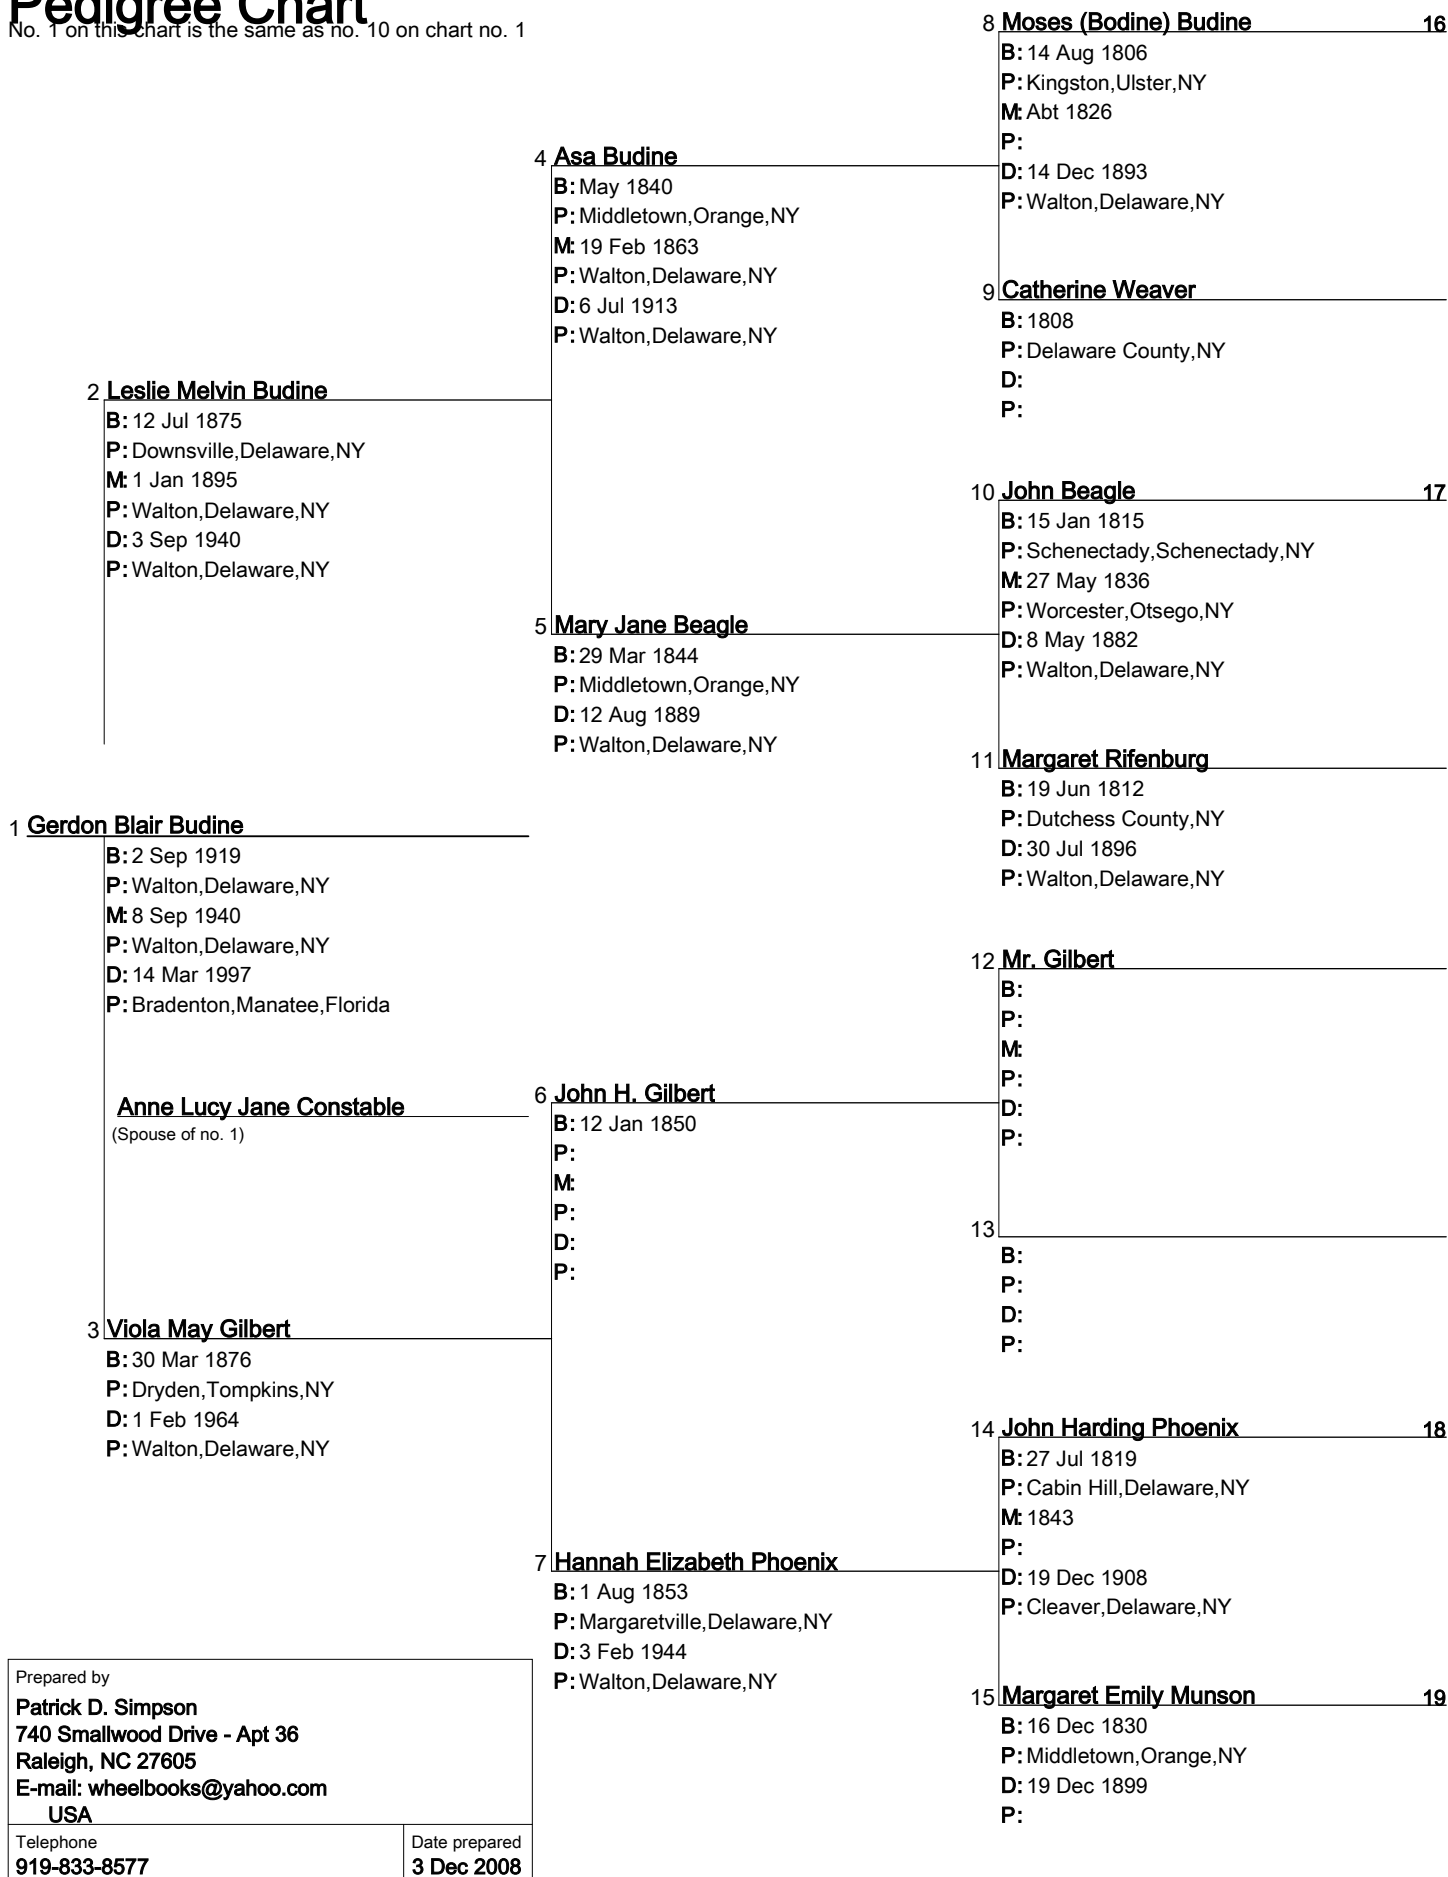 Pedigree Chart
No. 1 on this chart is the same as no. 10 on chart no. 1
8 Moses (Bodine) Budine 16
B: 14 Aug 1806
P: Kingston,Ulster,NY
M: Abt 1826
P:
D: 14 Dec 1893
P: Walton,Delaware,NY
4 Asa Budine
B: May 1840
P: Middletown,Orange,NY
M: 19 Feb 1863
P: Walton,Delaware,NY
D: 6 Jul 1913
P: Walton,Delaware,NY
9 Catherine Weaver
B: 1808
P: Delaware County,NY
D:
P:
2 Leslie Melvin Budine
B: 12 Jul 1875
P: Downsville,Delaware,NY
M: 1 Jan 1895
P: Walton,Delaware,NY
D: 3 Sep 1940
P: Walton,Delaware,NY
10 John Beagle 17
B: 15 Jan 1815
P: Schenectady,Schenectady,NY
M: 27 May 1836
P: Worcester,Otsego,NY
D: 8 May 1882
P: Walton,Delaware,NY
5 Mary Jane Beagle
B: 29 Mar 1844
P: Middletown,Orange,NY
D: 12 Aug 1889
P: Walton,Delaware,NY
11 Margaret Rifenburg
B: 19 Jun 1812
P: Dutchess County,NY
D: 30 Jul 1896
P: Walton,Delaware,NY
1 Gerdon Blair Budine
B: 2 Sep 1919
P: Walton,Delaware,NY
M: 8 Sep 1940
P: Walton,Delaware,NY
D: 14 Mar 1997
P: Bradenton,Manatee,Florida
Anne Lucy Jane Constable
(Spouse of no. 1)
12 Mr. Gilbert
B:
P:
M:
P:
D:
P:
6 John H. Gilbert
B: 12 Jan 1850
P:
M:
P:
D:
P:
13
B:
P:
D:
P:
3 Viola May Gilbert
B: 30 Mar 1876
P: Dryden,Tompkins,NY
D: 1 Feb 1964
P: Walton,Delaware,NY
14 John Harding Phoenix 18
B: 27 Jul 1819
P: Cabin Hill,Delaware,NY
M: 1843
P:
D: 19 Dec 1908
P: Cleaver,Delaware,NY
7 Hannah Elizabeth Phoenix
B: 1 Aug 1853
P: Margaretville,Delaware,NY
D: 3 Feb 1944
P: Walton,Delaware,NY
15 Margaret Emily Munson 19
B: 16 Dec 1830
P: Middletown,Orange,NY
D: 19 Dec 1899
P:
Prepared by
Patrick D. Simpson
740 Smallwood Drive - Apt 36
Raleigh, NC 27605
E-mail: wheelbooks@yahoo.com
USA
Telephone
919-833-8577
Date prepared
3 Dec 2008